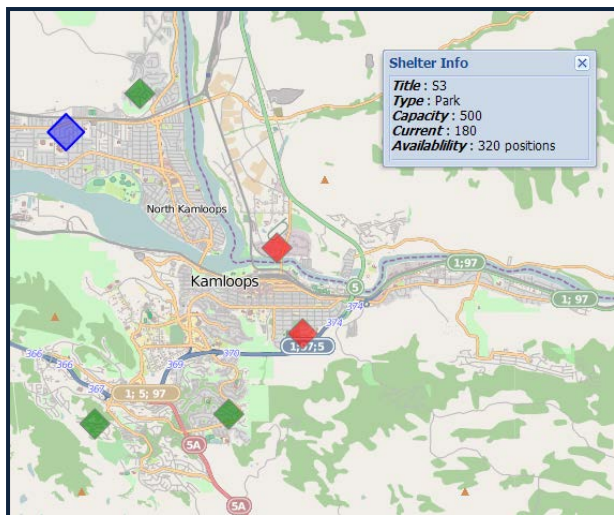 Shelter Info
Title : S3
Type : Park
Capacity : 500
Current : 180
Availablility : 320 positions
North Kamloops
Kamloops
1;97
5
1; 97
374
374
1;97;5
370
369
366
366
367
1; 5; 97
5A
5A